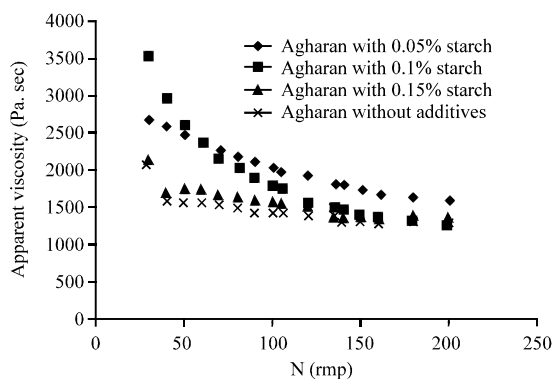 4000
3500
3000
2500
2000
1500
1000
500
0
Apparent viscosity (Pa. sec)
Agharan with 0.05% starch
Agharan with 0.1% starch
Agharan with 0.15% starch
Agharan without additives
0 50 100 150 200 250
N (rmp)